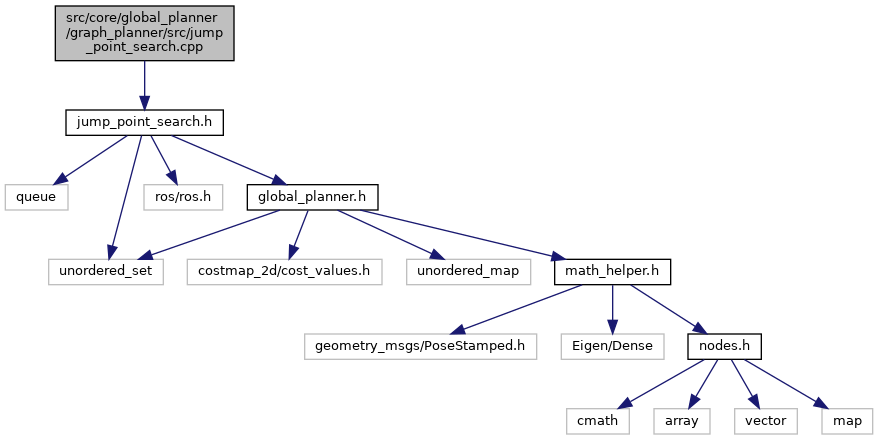 src/core/global_planner
/graph_planner/src/jump
_point_search.cpp
jump_point_search.h
queue
ros/ros.h
global_planner.h
unordered_set
costmap_2d/cost_values.h
unordered_map
math_helper.h
geometry_msgs/PoseStamped.h
Eigen/Dense
nodes.h
cmath
array
vector
map